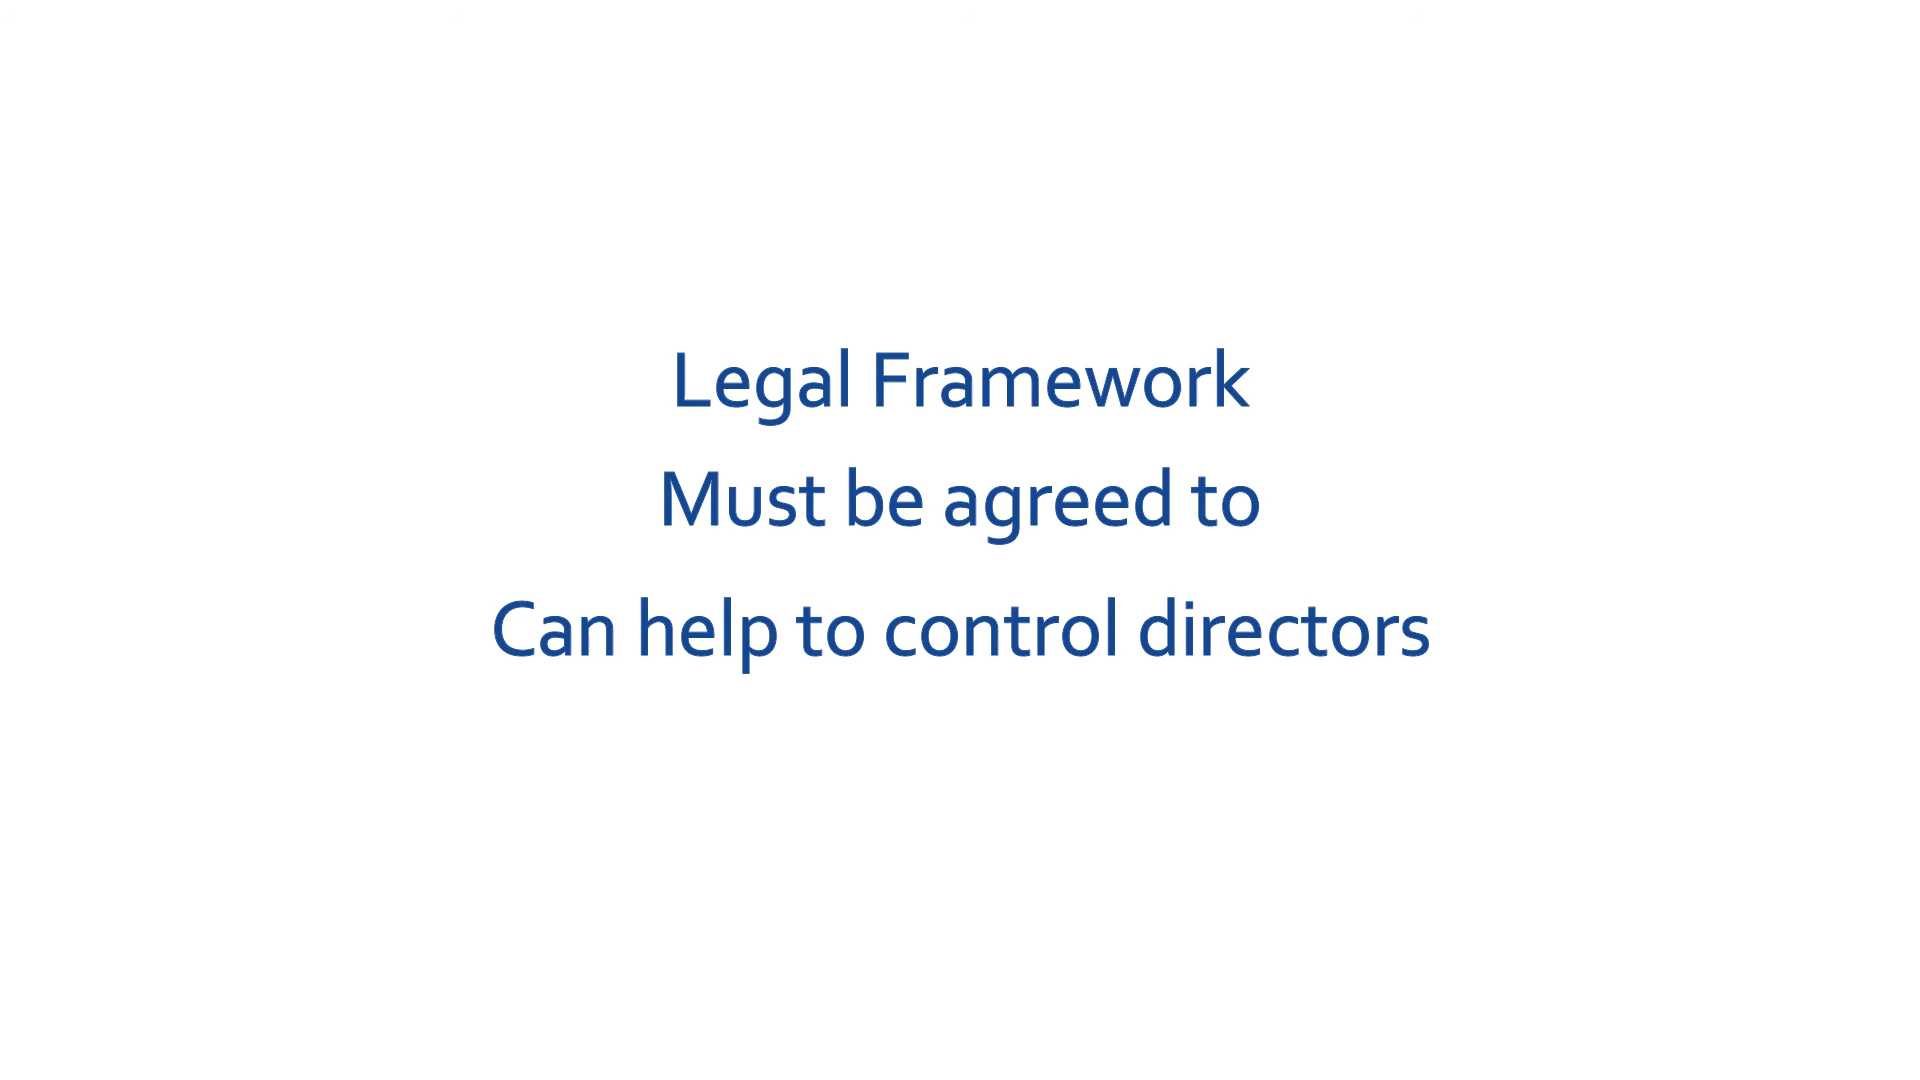 Legal Framework
Must be agreed to
Can help to control directors